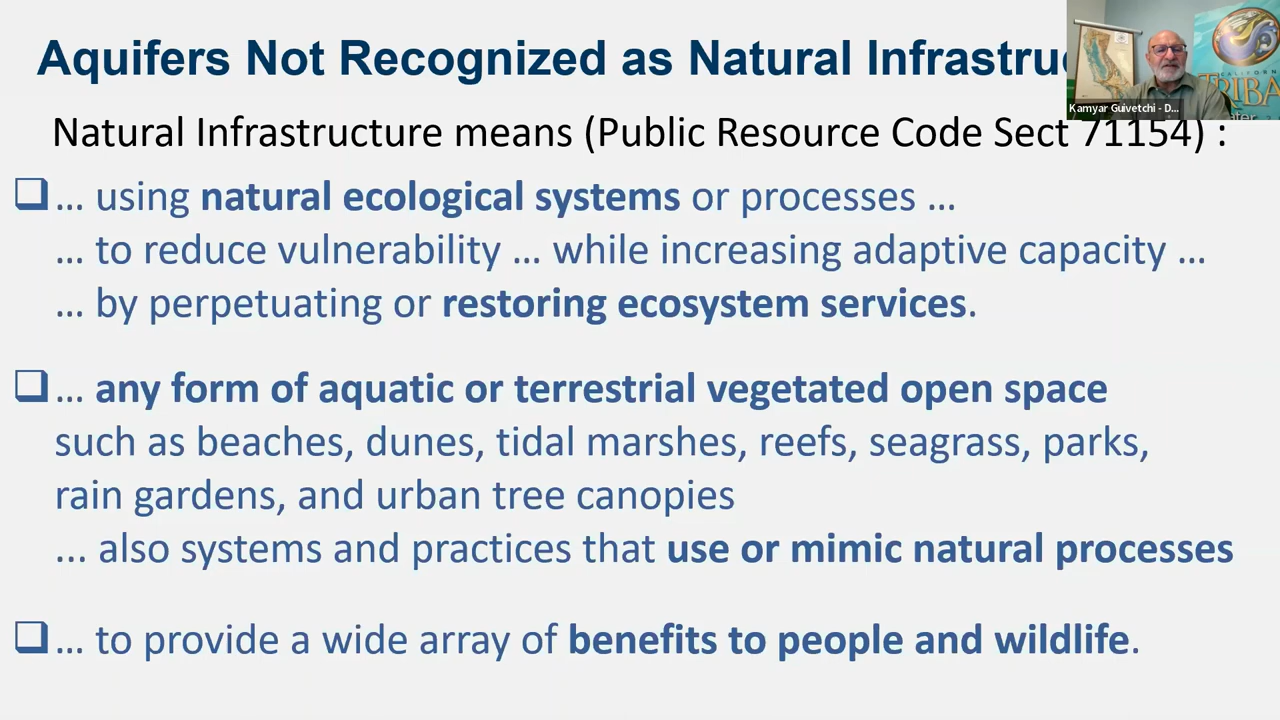 Aquifers Not Recognized as Natural Infrastru
Kamyar Guivetchi - D...
CALIFORN
TRIBA
ater
Natural Infrastructure means (Public Resource Code Sect 71154) :
... using natural ecological systems or processes ...
... to reduce vulnerability ... while increasing adaptive capacity ...
... by perpetuating or restoring ecosystem services.
... any form of aquatic or terrestrial vegetated open space
such as beaches, dunes, tidal marshes, reefs, seagrass, parks,
rain gardens, and urban tree canopies
... also systems and practices that use or mimic natural processes
... to provide a wide array of benefits to people and wildlife.